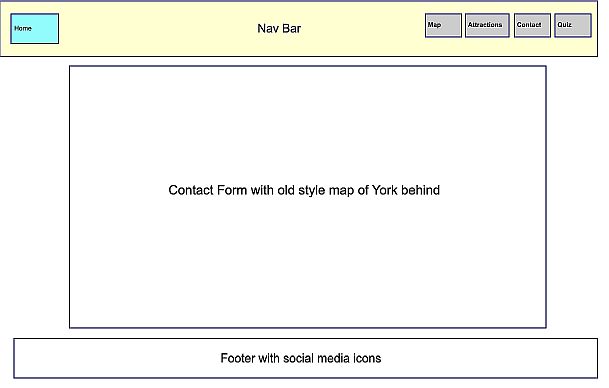 Home
Nav Bar
Map
Attractions
Contact
Quiz
Contact Form with old style map of York behind
Footer with social media icons